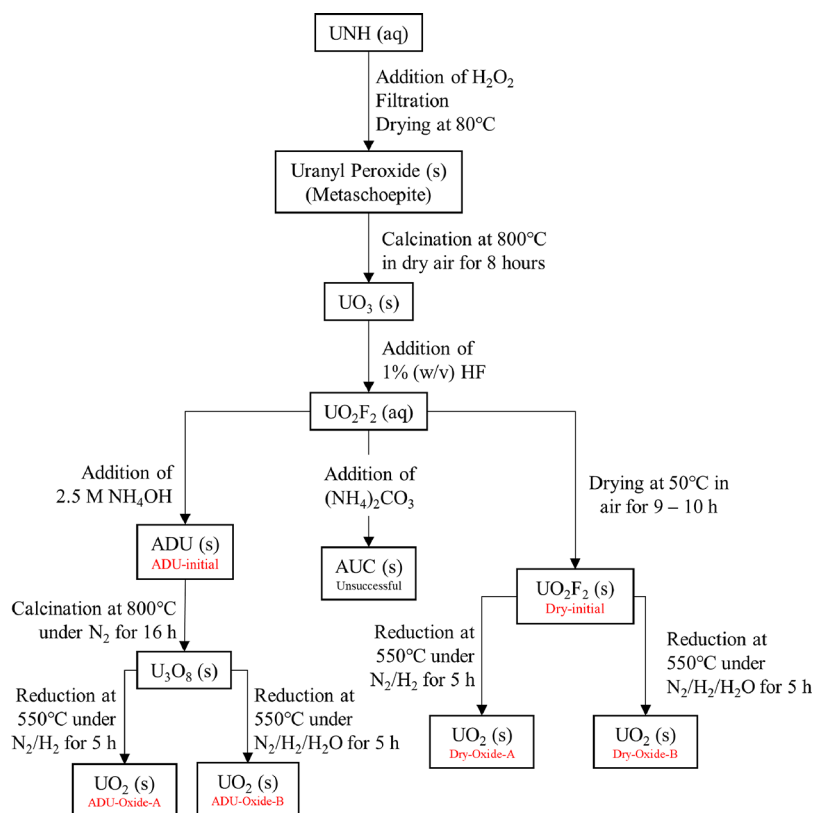 UNH (aq)
Addition of H₂O₂
Filtration
Drying at 80°C
Uranyl Peroxide (s)
(Metaschoepite)
Calcination at 800°C
in dry air for 8 hours
UO₃ (s)
Addition of
1% (w/v) HF
UO₂F₂ (aq)
Addition of
2.5 M NH₄OH
Addition of
(NH₄)₂CO₃
Drying at 50°C in
air for 9 – 10 h
ADU (s)
ADU-initial
AUC (s)
Unsuccessful
UO₂F₂ (s)
Dry-initial
Calcination at 800°C
under N₂ for 16 h
U₃O₈ (s)
Reduction at
550°C under
N₂/H₂ for 5 h
Reduction at
550°C under
N₂/H₂/H₂O for 5 h
Reduction at
550°C under
N₂/H₂ for 5 h
Reduction at
550°C under
N₂/H₂/H₂O for 5 h
UO₂ (s)
ADU-Oxide-A
UO₂ (s)
ADU-Oxide-B
UO₂ (s)
Dry-Oxide-A
UO₂ (s)
Dry-Oxide-B